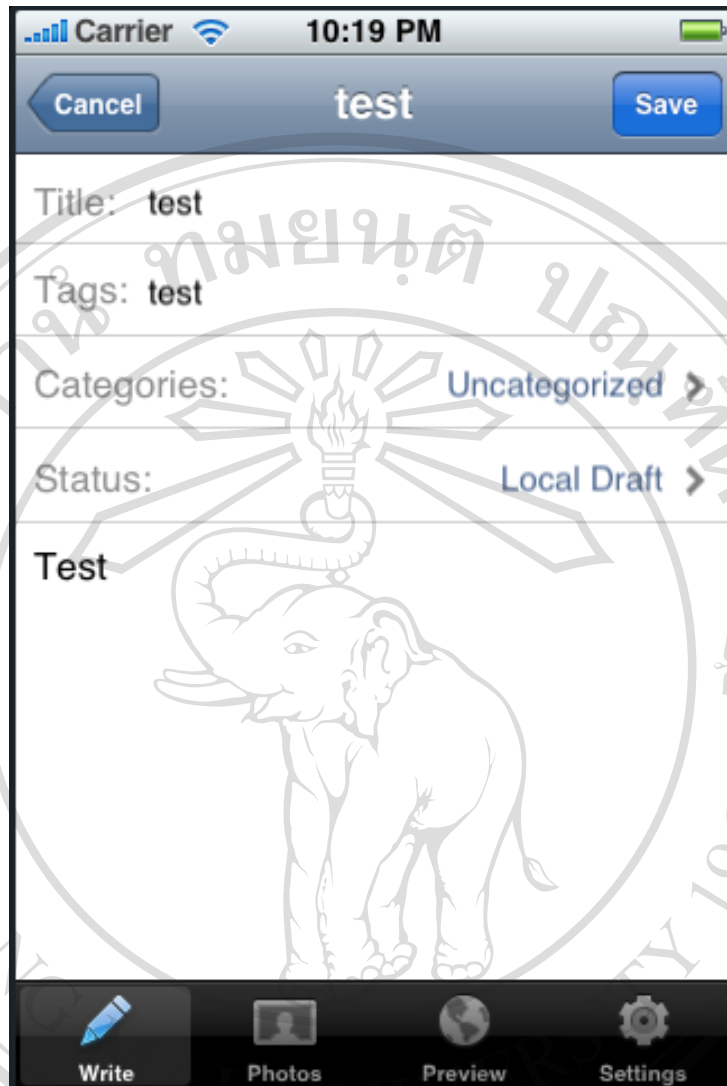 Carrier 10:19 PM
Cancel test Save
Title: test
Tags: test
Categories: Uncategorized
Status: Local Draft
Test
Write Photos Preview Settings